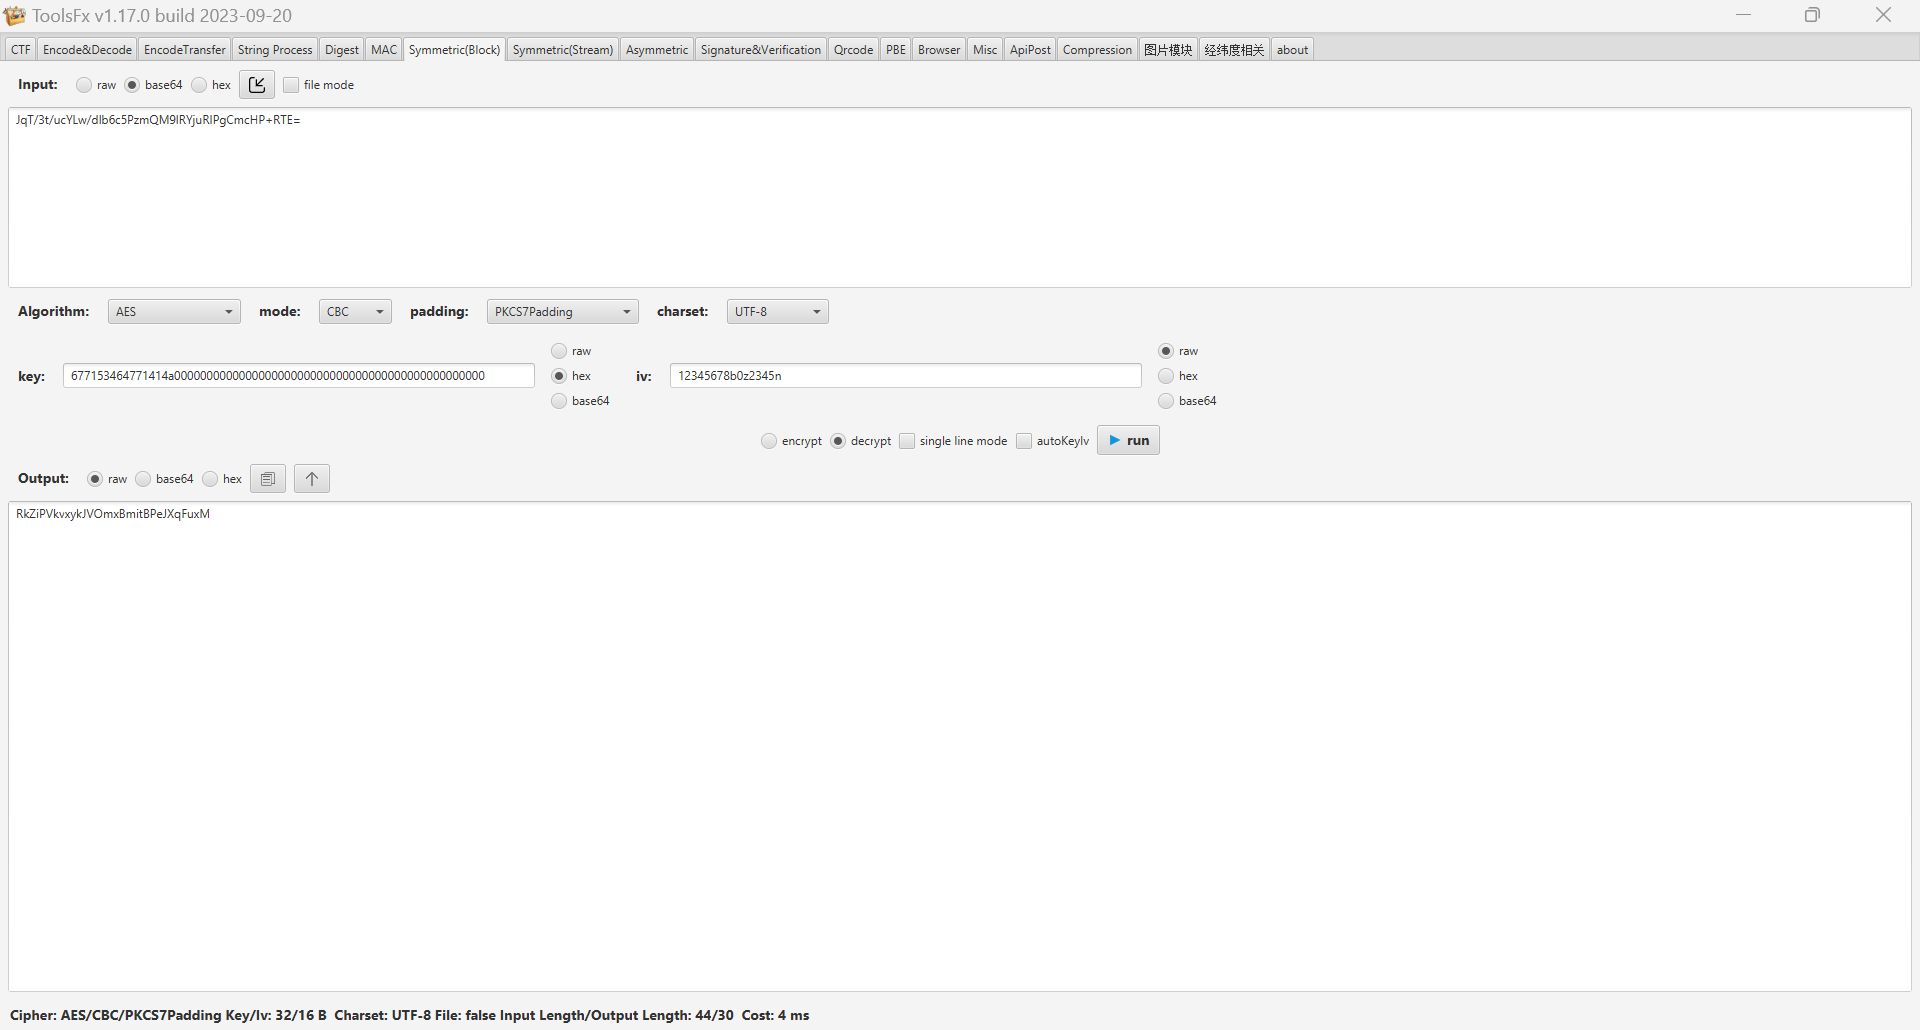 ToolsFx v1.17.0 build 2023-09-20
CTF Encode&Decode EncodeTransfer String Process Digest MAC Symmetric(Block) Symmetric(Stream) Asymmetric Signature&Verification Qrcode PBE Browser Misc ApiPost Compression 图片模块 经纬度相关 about
Input: raw base64 hex file mode
JqT/3t/ucYLw/dIb6c5PzmQM9lRYjuRlPgCmcHP+RTE=
Algorithm: AES mode: CBC padding: PKCS7Padding charset: UTF-8
raw raw
key: 677153464771414a000000000000000000000000000000000000000000000000 hex iv: 12345678b0z2345n hex
base64 base64
encrypt decrypt single line mode autoKeyIv run
Output: raw base64 hex
RkZiPVkvxykJVOmxBmitBPeJXqFuxM
Cipher: AES/CBC/PKCS7Padding Key/Iv: 32/16 B Charset: UTF-8 File: false Input Length/Output Length: 44/30 Cost: 4 ms